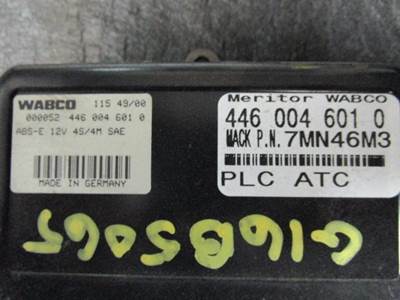 WABCO 115 49/00
000052 446 004 601 0
ABS-E 12V 4S/4M SAE
MADE IN GERMANY
Meritor WABCO
446 004 601 0
MACK P.N. 7MN46M3
PLC ATC
G16B5065